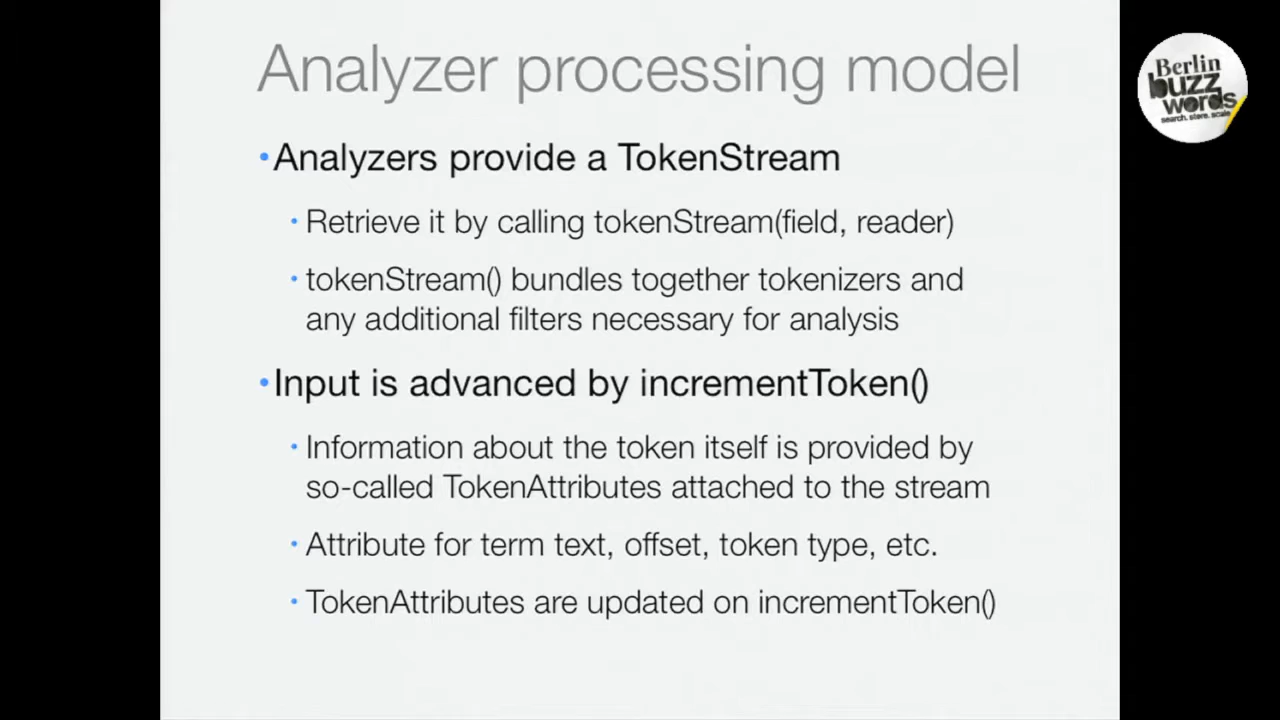 Analyzer processing model
•Analyzers provide a TokenStream
• Retrieve it by calling tokenStream(field, reader)
• tokenStream() bundles together tokenizers and
any additional filters necessary for analysis
•Input is advanced by incrementToken()
• Information about the token itself is provided by
so-called TokenAttributes attached to the stream
• Attribute for term text, offset, token type, etc.
• TokenAttributes are updated on incrementToken()
Berlin
buzz
words
search. store. scale